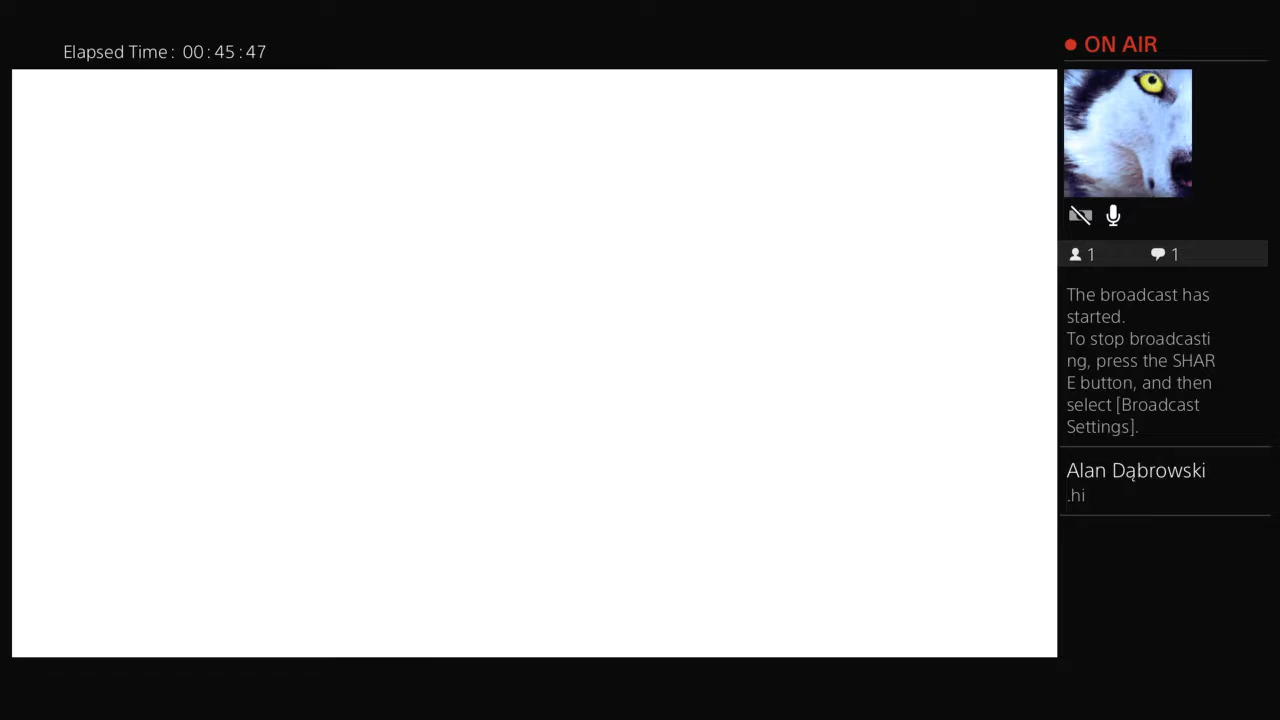 Elapsed Time: 00:45:47
ON AIR
1 1
The broadcast has
started.
To stop broadcasti
ng, press the SHAR
E button, and then
select [Broadcast
Settings].
Alan Dąbrowski
.hi